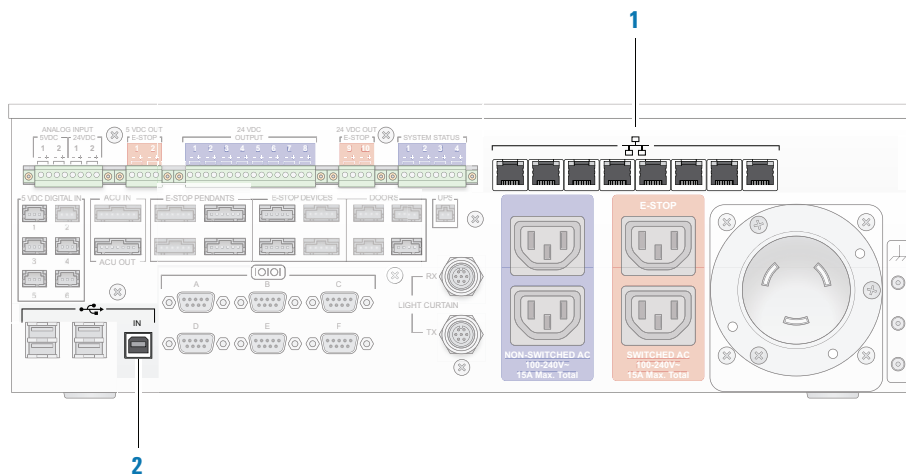 1
ANALOG INPUT
5VDC 24VDC
1 2 1 2
5 VDC OUT
E-STOP
1 2
24 VDC
OUTPUT
1 2 3 4 5 6 7 8
24 VDC OUT
E-STOP
9 10
SYSTEM STATUS
1 2 3 4
5 VDC DIGITAL IN
1 2
3 4
5 6
ACU IN
ACU OUT
E-STOP PENDANTS
E-STOP DEVICES
DOORS
UPS
E-STOP
IOIOI
A B C
D E F
RX
LIGHT CURTAIN
TX
IN
NON-SWITCHED AC
100-240V~
15A Max. Total
SWITCHED AC
100-240V~
15A Max. Total
2